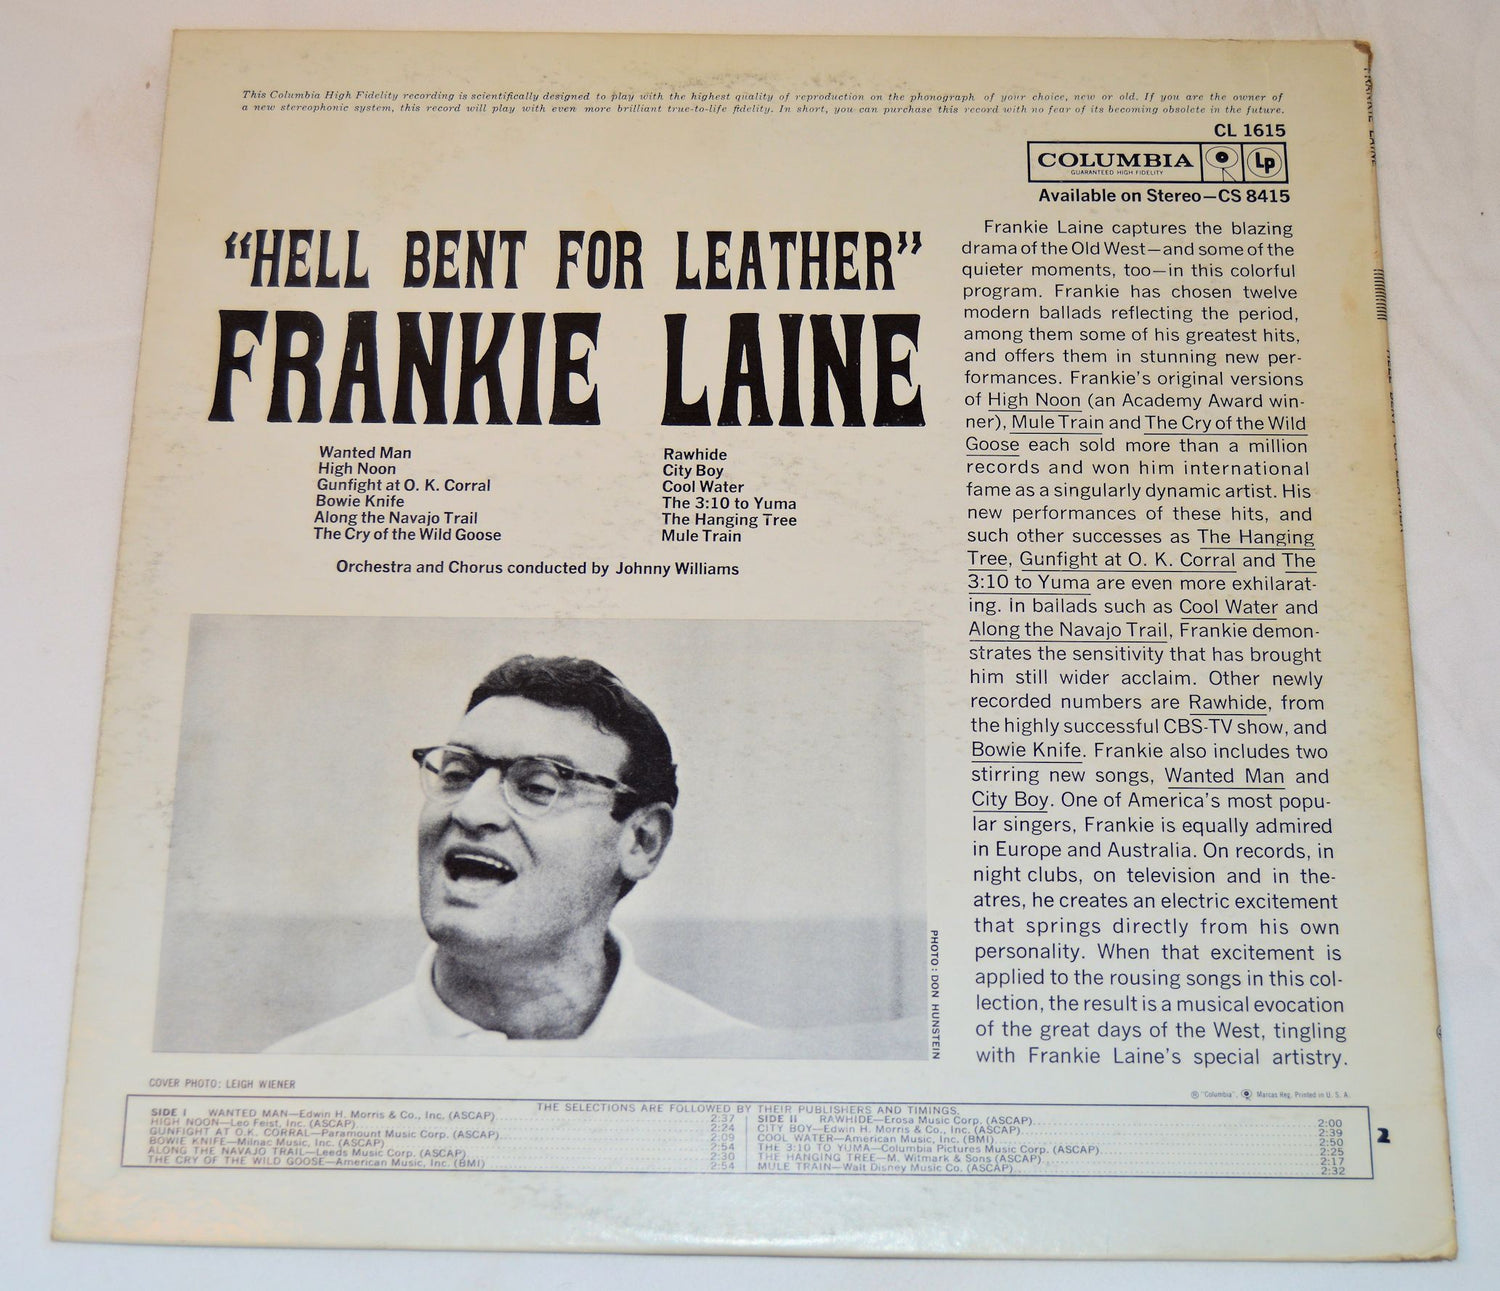 This Columbia High Fidelity recording is scientifically designed to play with the highest quality of reproduction on the phonograph of your choice, new or old. If you are the owner of
a new stereophonic system, this record will play with even more brilliant true-to-life fidelity. In short, you can purchase this record with no fear of its becoming obsolete in the future.
CL 1615
COLUMBIA
GUARANTEED HIGH FIDELITY
Lp
Available on Stereo—CS 8415
“HELL BENT FOR LEATHER”
FRANKIE LAINE
Wanted Man
High Noon
Gunfight at O. K. Corral
Bowie Knife
Along the Navajo Trail
The Cry of the Wild Goose
Rawhide
City Boy
Cool Water
The 3:10 to Yuma
The Hanging Tree
Mule Train
Orchestra and Chorus conducted by Johnny Williams
Frankie Laine captures the blazing
drama of the Old West—and some of the
quieter moments, too—in this colorful
program. Frankie has chosen twelve
modern ballads reflecting the period,
among them some of his greatest hits,
and offers them in stunning new per-
formances. Frankie's original versions
of High Noon (an Academy Award win-
ner), Mule Train and The Cry of the Wild
Goose each sold more than a million
records and won him international
fame as a singularly dynamic artist. His
new performances of these hits, and
such other successes as The Hanging
Tree, Gunfight at O. K. Corral and The
3:10 to Yuma are even more exhilarat-
ing. In ballads such as Cool Water and
Along the Navajo Trail, Frankie demon-
strates the sensitivity that has brought
him still wider acclaim. Other newly
recorded numbers are Rawhide, from
the highly successful CBS-TV show, and
Bowie Knife. Frankie also includes two
stirring new songs, Wanted Man and
City Boy. One of America's most popu-
lar singers, Frankie is equally admired
in Europe and Australia. On records, in
night clubs, on television and in the-
atres, he creates an electric excitement
that springs directly from his own
personality. When that excitement is
applied to the rousing songs in this col-
lection, the result is a musical evocation
of the great days of the West, tingling
with Frankie Laine's special artistry.
PHOTO: DON HUNSTEIN
COVER PHOTO: LEIGH WIENER
® "Columbia", Marcas Reg. Printed in U. S. A.
THE SELECTIONS ARE FOLLOWED BY THEIR PUBLISHERS AND TIMINGS.
SIDE I WANTED MAN—Edwin H. Morris & Co., Inc. (ASCAP) 2:37
HIGH NOON—Leo Feist, Inc. (ASCAP) 2:24
GUNFIGHT AT O.K. CORRAL—Paramount Music Corp. (ASCAP) 2:09
BOWIE KNIFE—Milnac Music, Inc. (ASCAP) 2:54
ALONG THE NAVAJO TRAIL—Leeds Music Corp. (ASCAP) 2:30
THE CRY OF THE WILD GOOSE—American Music, Inc. (BMI) 2:54
SIDE II RAWHIDE—Erosa Music Corp. (ASCAP) 2:00
CITY BOY—Edwin H. Morris & Co., Inc. (ASCAP) 2:39
COOL WATER—American Music, Inc. (BMI) 2:50
THE 3:10 TO YUMA—Columbia Pictures Music Corp. (ASCAP) 2:25
THE HANGING TREE—M. Witmark & Sons (ASCAP) 2:17
MULE TRAIN—Walt Disney Music Co. (ASCAP) 2:32
2
FRANKIE LAINE